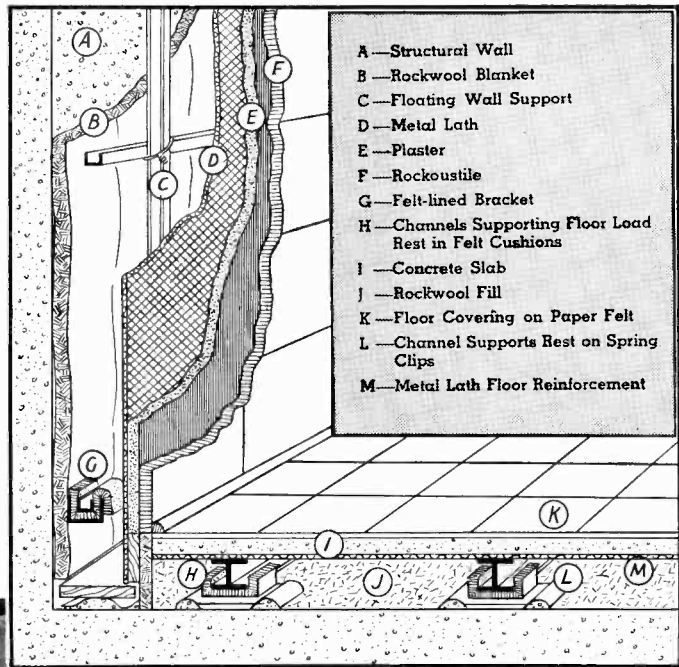 A—Structural Wall
B—Rockwool Blanket
C—Floating Wall Support
D—Metal Lath
E—Plaster
F—Rockoustile
G—Felt-lined Bracket
H—Channels Supporting Floor Load
Rest in Felt Cushions
I—Concrete Slab
J—Rockwool Fill
K—Floor Covering on Paper Felt
L—Channel Supports Rest on Spring
Clips
M—Metal Lath Floor Reinforcement
A
F
B
E
D
C
G
K
I
H
J
L
M